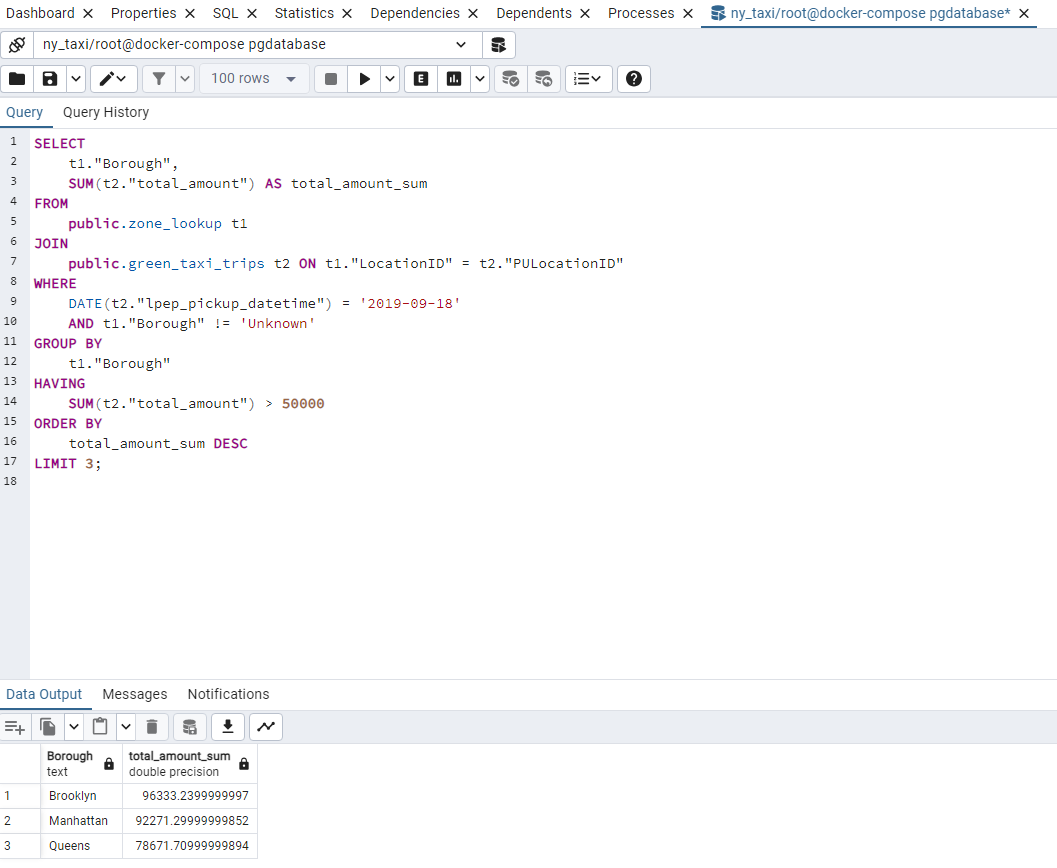 Dashboard Properties SQL Statistics Dependencies Dependents Processes ny_taxi/root@docker-compose pgdatabase*
ny_taxi/root@docker-compose pgdatabase
100 rows E
Query Query History
1 SELECT
2 t1."Borough",
3 SUM(t2."total_amount") AS total_amount_sum
4 FROM
5 public.zone_lookup t1
6 JOIN
7 public.green_taxi_trips t2 ON t1."LocationID" = t2."PULocationID"
8 WHERE
9 DATE(t2."lpep_pickup_datetime") = '2019-09-18'
10 AND t1."Borough" != 'Unknown'
11 GROUP BY
12 t1."Borough"
13 HAVING
14 SUM(t2."total_amount") > 50000
15 ORDER BY
16 total_amount_sum DESC
17 LIMIT 3;
18
Data Output Messages Notifications
Borough total_amount_sum
text double precision
1 Brooklyn 96333.2399999997
2 Manhattan 92271.29999999852
3 Queens 78671.70999999894